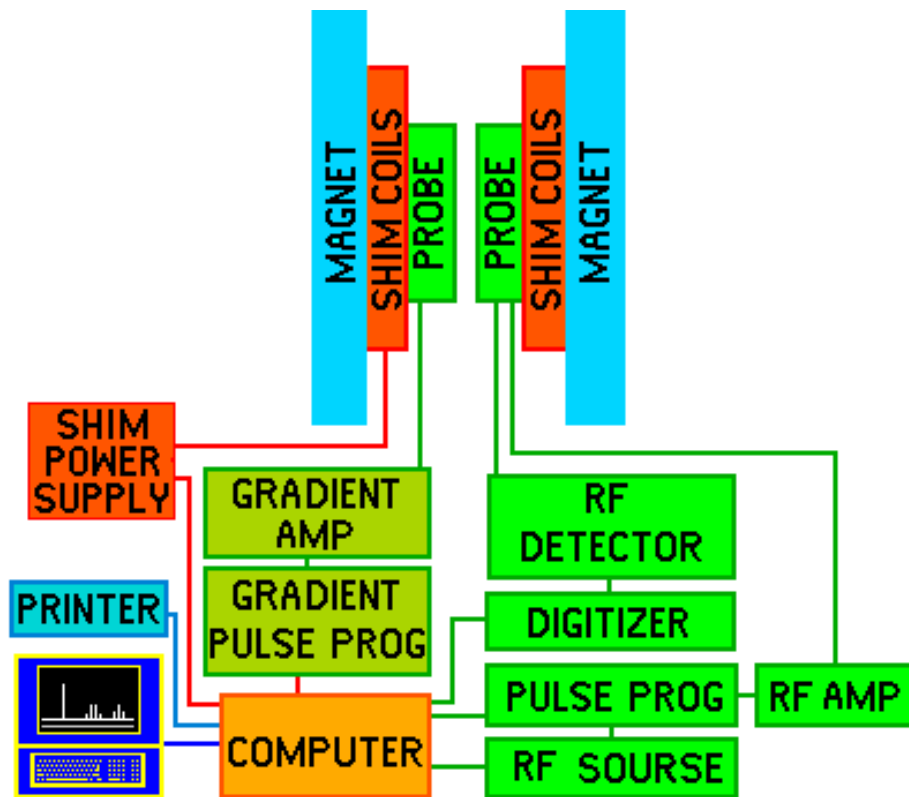 MAGNET
SHIM COILS
PROBE
PROBE
SHIM COILS
MAGNET
SHIM
POWER
SUPPLY
GRADIENT
AMP
RF
DETECTOR
PRINTER
GRADIENT
PULSE PROG
DIGITIZER
PULSE PROG
RF AMP
COMPUTER
RF SOURSE